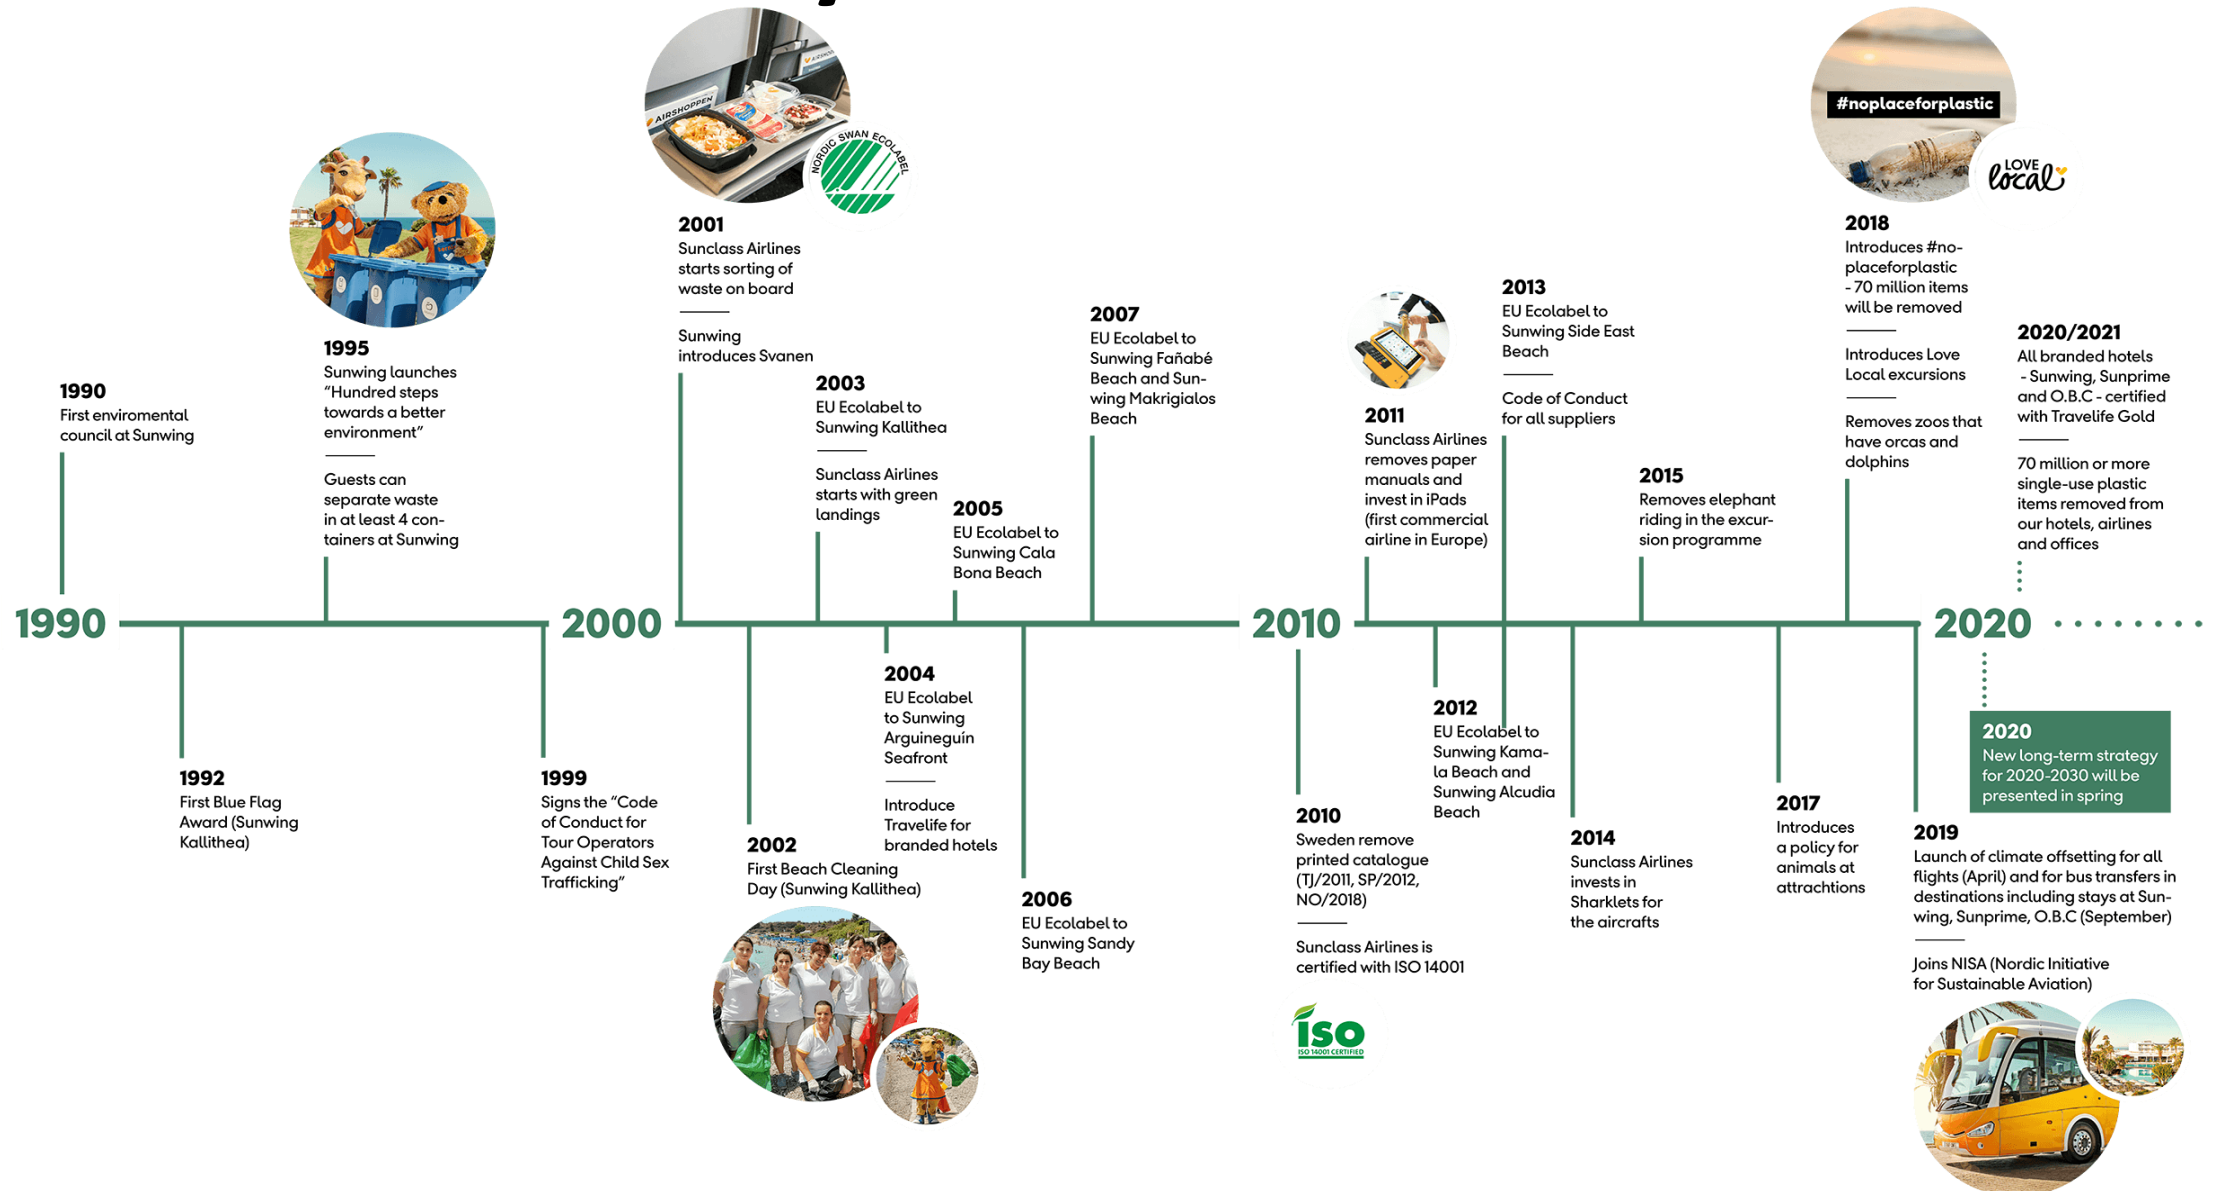 1990
First enviromental
council at Sunwing
1995
Sunwing launches
“Hundred steps
towards a better
environment”
Guests can
separate waste
in at least 4 con-
tainers at Sunwing
AIRSHOPPEN
NORDIC SWAN ECOLABEL
2001
Sunclass Airlines
starts sorting of
waste on board
Sunwing
introduces Svanen
2003
EU Ecolabel to
Sunwing Kallithea
Sunclass Airlines
starts with green
landings
2005
EU Ecolabel to
Sunwing Cala
Bona Beach
2007
EU Ecolabel to
Sunwing Fañabé
Beach and Sun-
wing Makrigialos
Beach
2011
Sunclass Airlines
removes paper
manuals and
invest in iPads
(first commercial
airline in Europe)
2013
EU Ecolabel to
Sunwing Side East
Beach
Code of Conduct
for all suppliers
2015
Removes elephant
riding in the excur-
sion programme
#noplaceforplastic
LOVE
local
2018
Introduces #no-
placeforplastic
- 70 million items
will be removed
Introduces Love
Local excursions
Removes zoos that
have orcas and
dolphins
2020/2021
All branded hotels
- Sunwing, Sunprime
and O.B.C - certified
with Travelife Gold
70 million or more
single-use plastic
items removed from
our hotels, airlines
and offices
1990
2000
2010
2020
1992
First Blue Flag
Award (Sunwing
Kallithea)
1999
Signs the “Code
of Conduct for
Tour Operators
Against Child Sex
Trafficking”
2002
First Beach Cleaning
Day (Sunwing Kallithea)
2004
EU Ecolabel
to Sunwing
Arguineguín
Seafront
Introduce
Travelife for
branded hotels
2006
EU Ecolabel to
Sunwing Sandy
Bay Beach
2010
Sweden remove
printed catalogue
(TJ/2011, SP/2012,
NO/2018)
Sunclass Airlines is
certified with ISO 14001
iso
ISO 14001 CERTIFIED
2012
EU Ecolabel to
Sunwing Kama-
la Beach and
Sunwing Alcudia
Beach
2014
Sunclass Airlines
invests in
Sharklets for
the aircrafts
2017
Introduces
a policy for
animals at
attrachtions
2020
New long-term strategy
for 2020-2030 will be
presented in spring
2019
Launch of climate offsetting for all
flights (April) and for bus transfers in
destinations including stays at Sun-
wing, Sunprime, O.B.C (September)
Joins NISA (Nordic Initiative
for Sustainable Aviation)